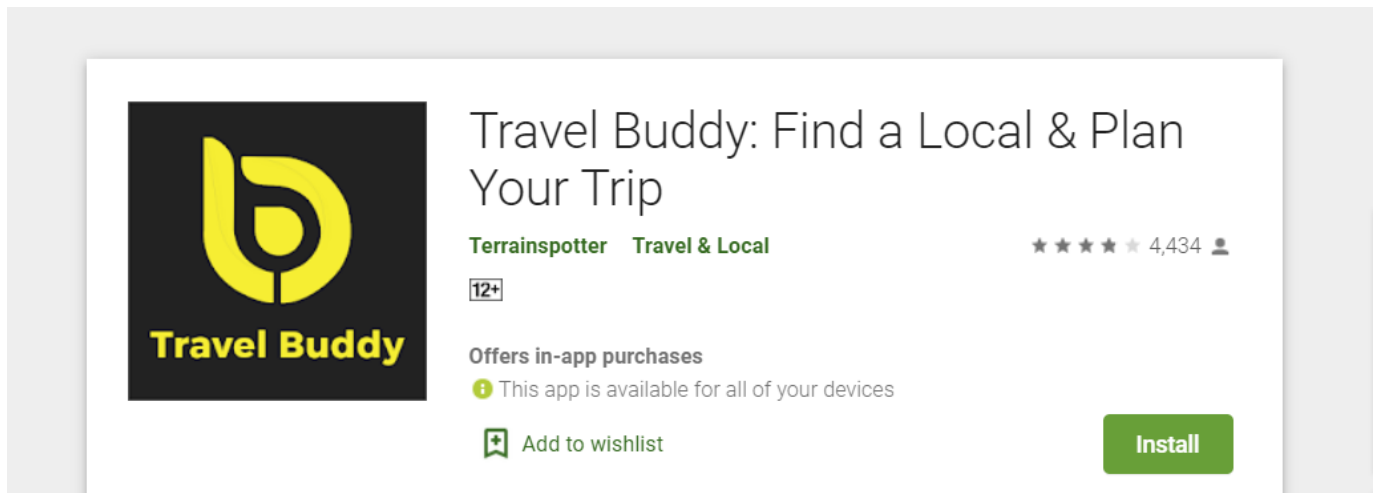 Travel Buddy: Find a Local & Plan
Your Trip
Terrainspotter Travel & Local
4,434
12+
Travel Buddy
Offers in-app purchases
This app is available for all of your devices
Add to wishlist
Install